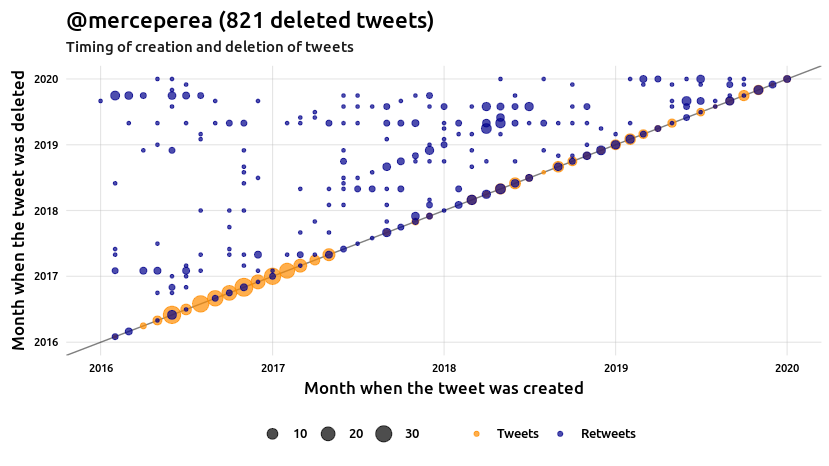 @merceperea (821 deleted tweets)
Timing of creation and deletion of tweets
Month when the tweet was deleted
2020
2019
2018
2017
2016
2016 2017 2018 2019 2020
Month when the tweet was created
10 20 30 Tweets Retweets